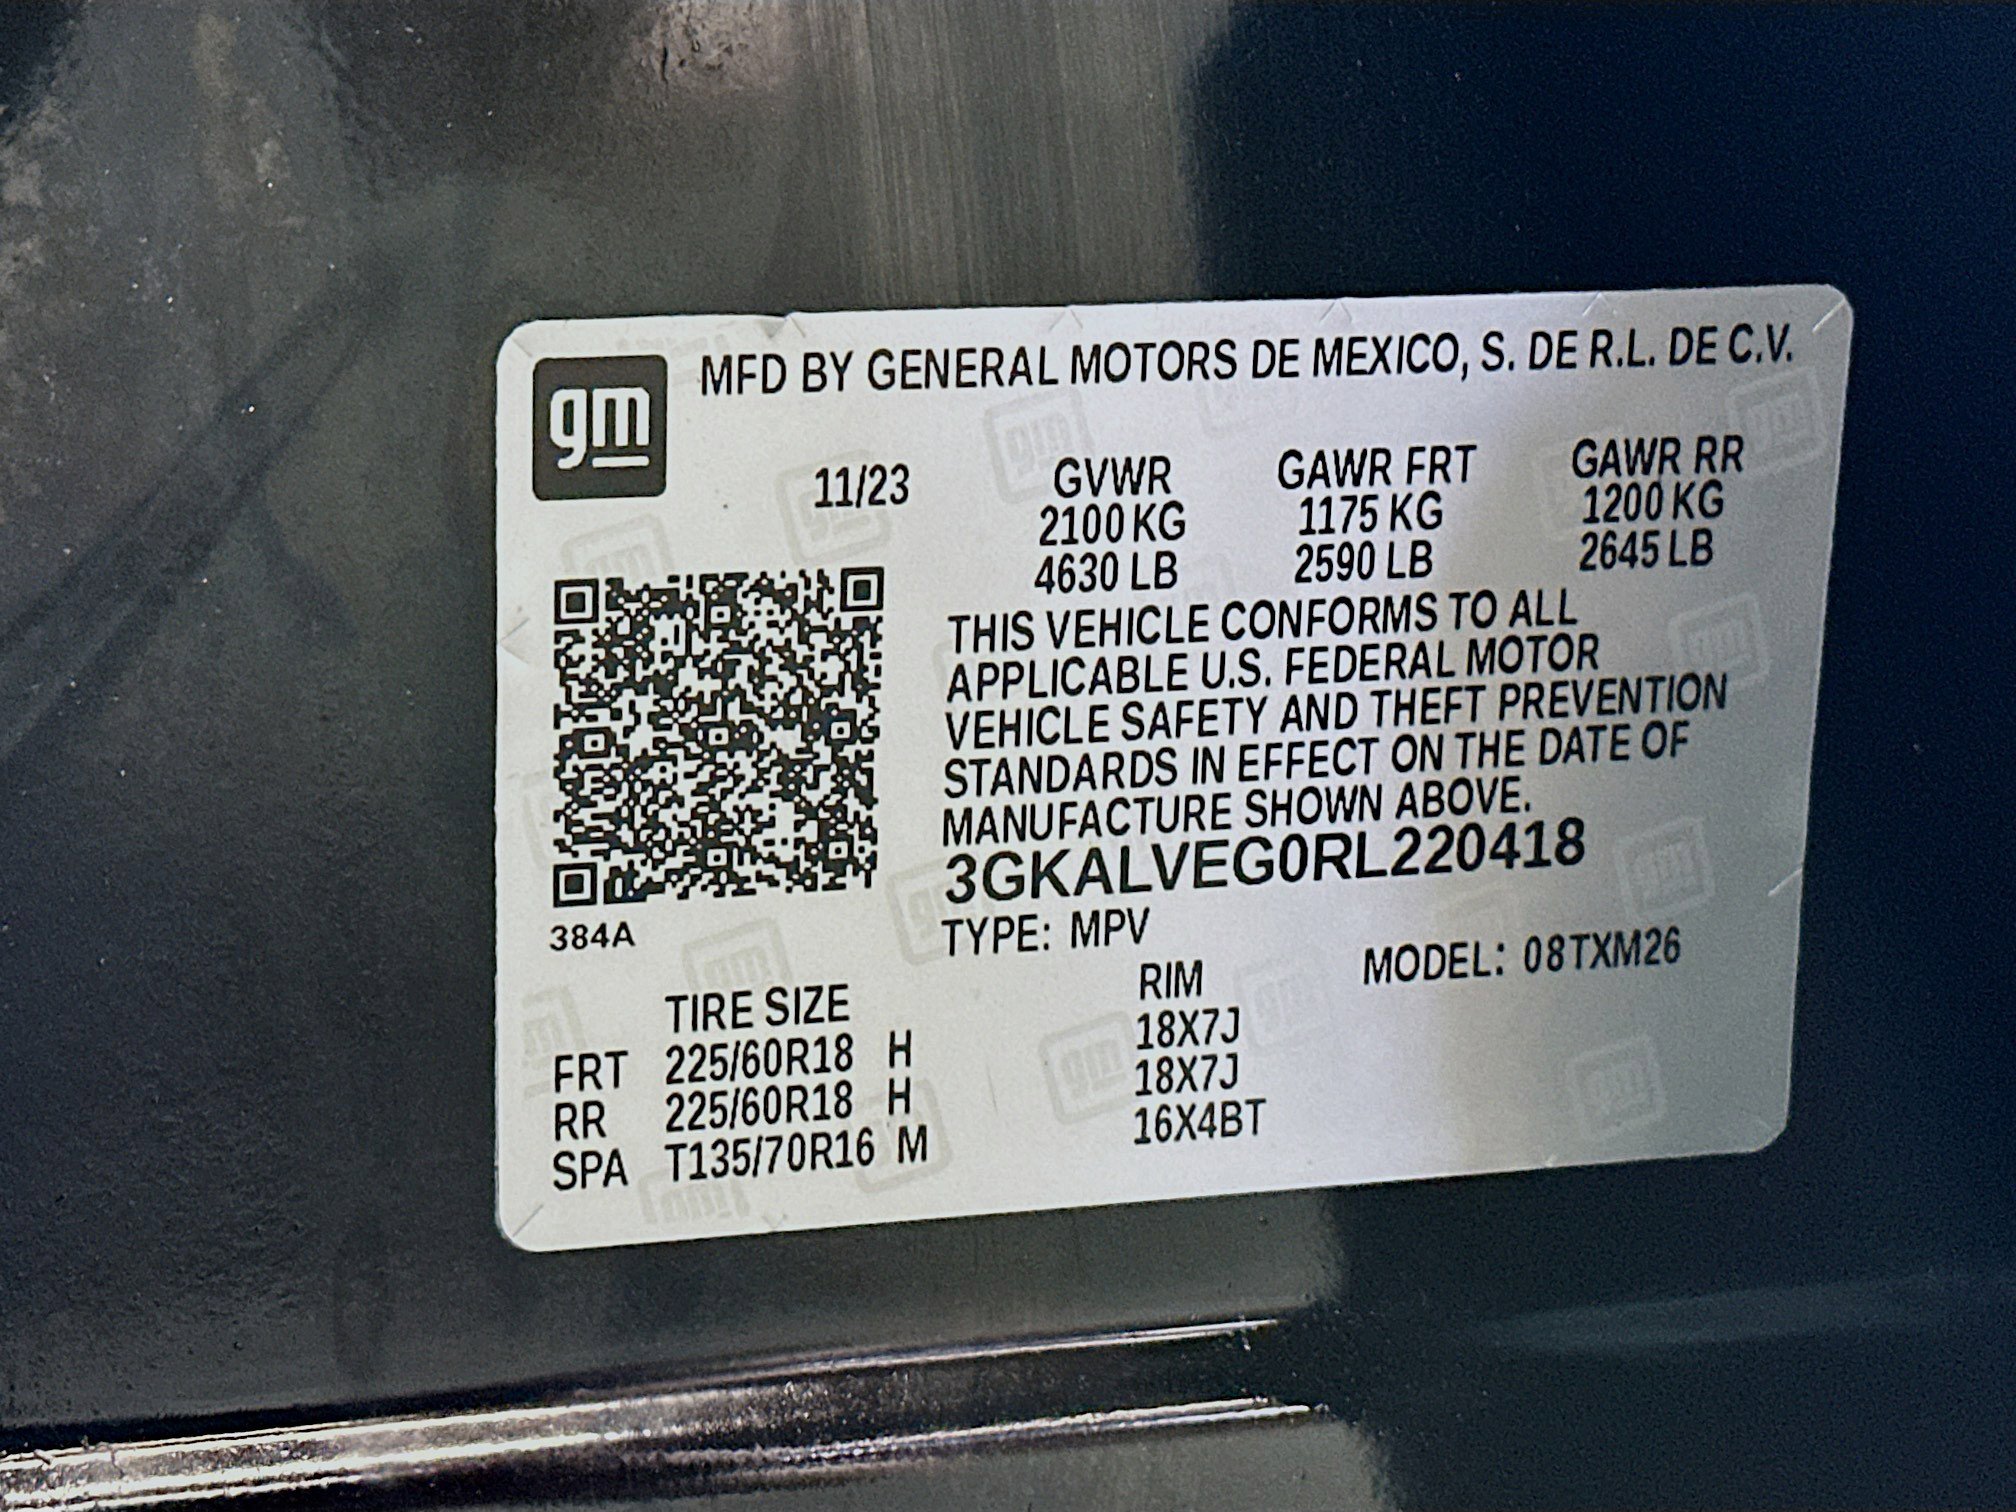 gm
MFD BY GENERAL MOTORS DE MEXICO, S. DE R.L. DE C.V.
11/23 GVWR GAWR FRT GAWR RR
2100 KG 1175 KG 1200 KG
4630 LB 2590 LB 2645 LB
THIS VEHICLE CONFORMS TO ALL
APPLICABLE U.S. FEDERAL MOTOR
VEHICLE SAFETY AND THEFT PREVENTION
STANDARDS IN EFFECT ON THE DATE OF
MANUFACTURE SHOWN ABOVE.
3GKALVEG0RL220418
384A
TYPE: MPV MODEL: 08TXM26
TIRE SIZE RIM
FRT 225/60R18 H 18X7J
RR 225/60R18 H 18X7J
SPA T135/70R16 M 16X4BT